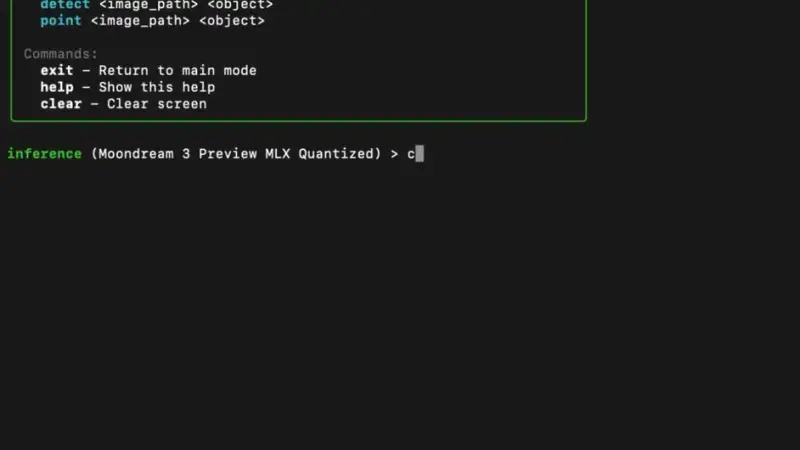 detect <image_path> <object>
point <image_path> <object>
Commands:
exit – Return to main mode
help – Show this help
clear – Clear screen
inference (Moondream 3 Preview MLX Quantized) > c